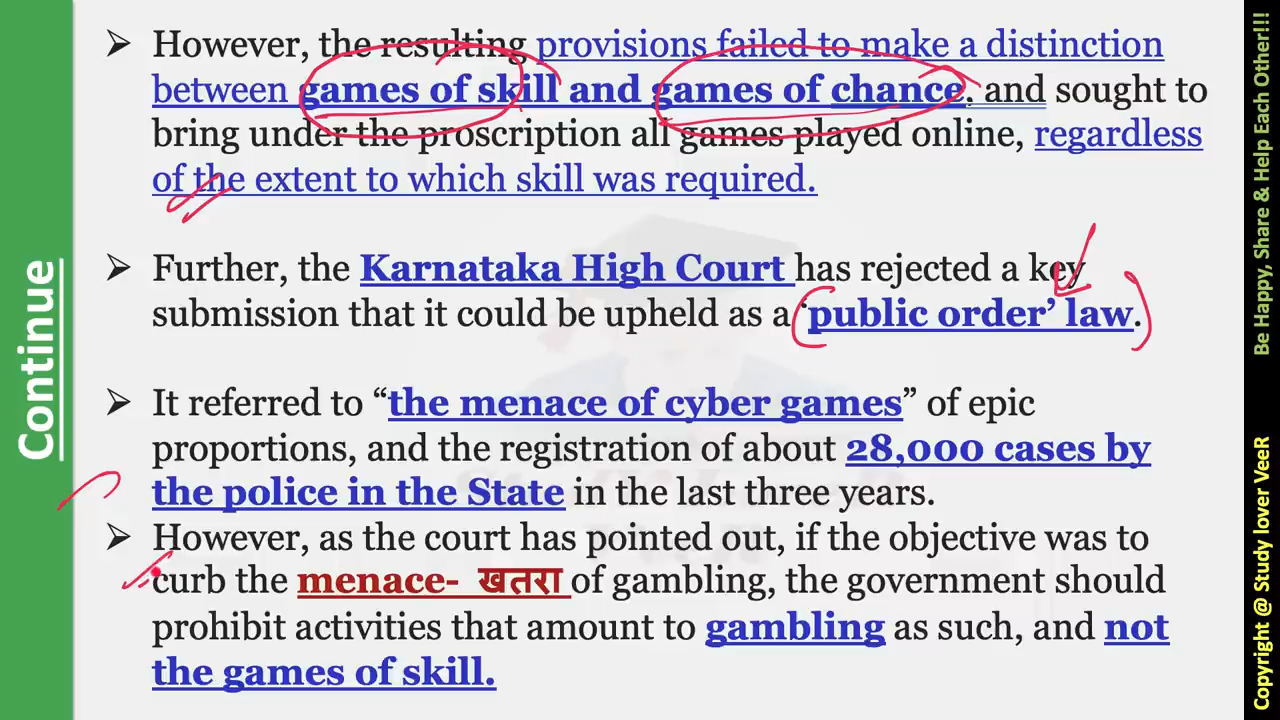 However, the resulting provisions failed to make a distinction
between games of skill and games of chance, and sought to
bring under the proscription all games played online, regardless
of the extent to which skill was required.
Further, the Karnataka High Court has rejected a key
submission that it could be upheld as a ‘public order’ law.
It referred to “the menace of cyber games” of epic
proportions, and the registration of about 28,000 cases by
the police in the State in the last three years.
However, as the court has pointed out, if the objective was to
curb the menace- खतरा of gambling, the government should
prohibit activities that amount to gambling as such, and not
the games of skill.
Continue
Be Happy, Share & Help Each Other!!!
Copyright @ Study lover VeeR